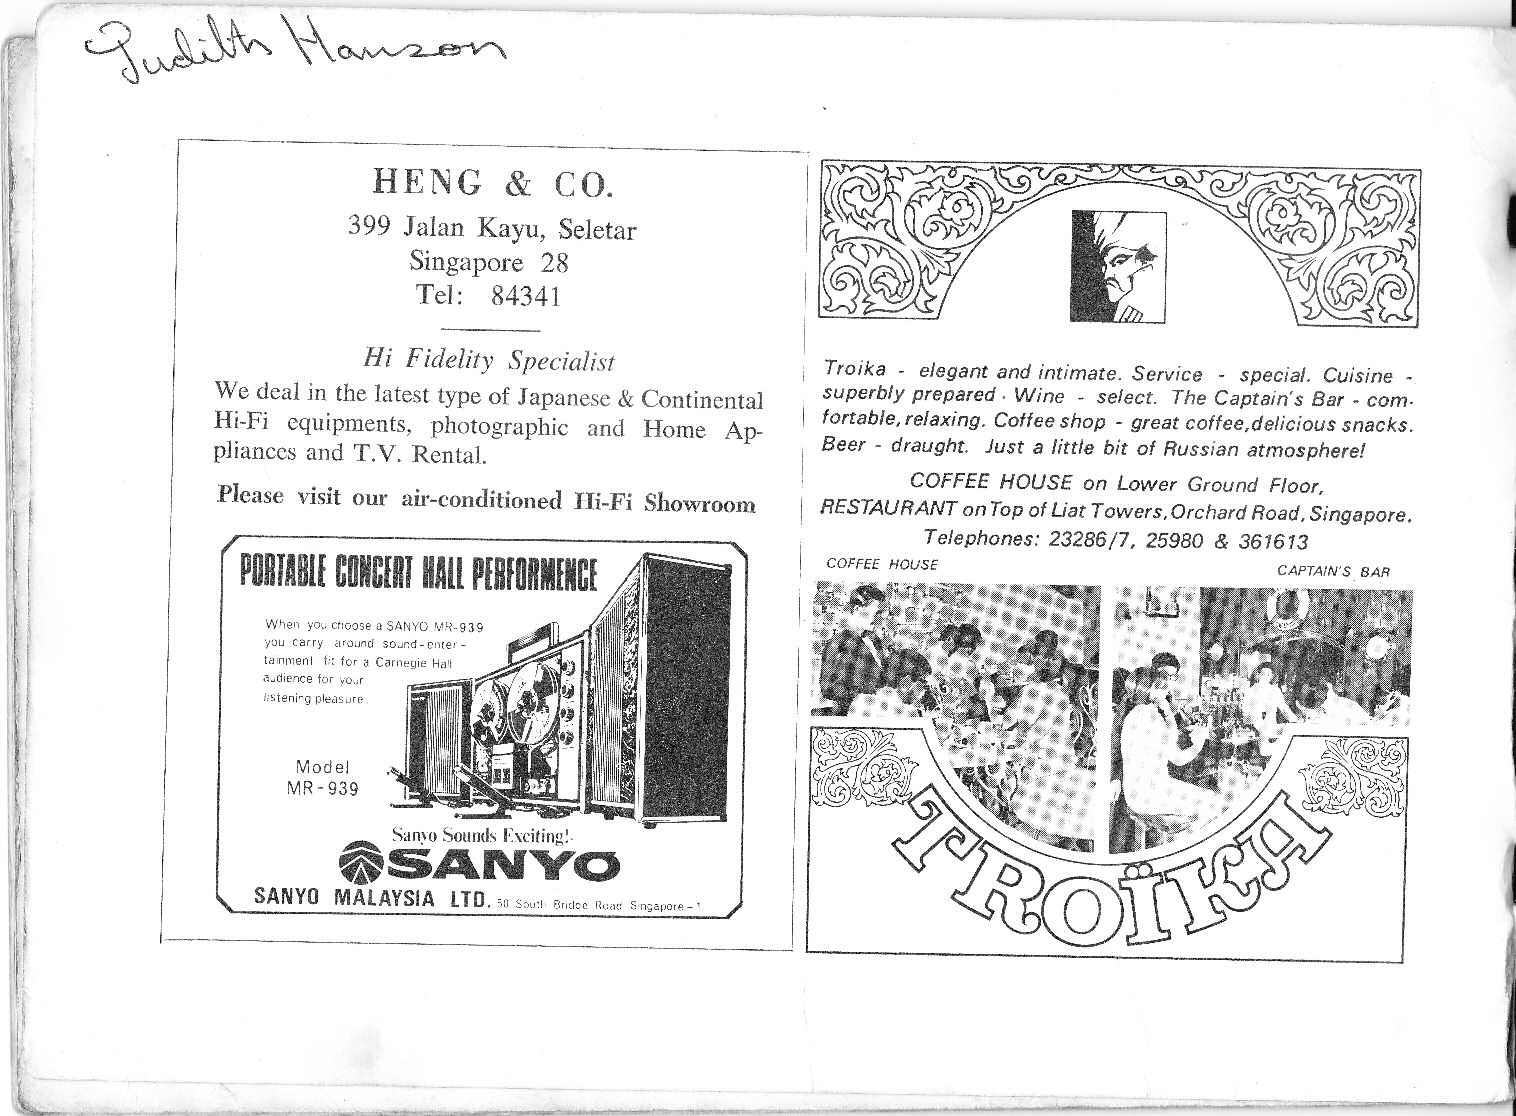 Judith Hanson
HENG & CO.
399 Jalan Kayu, Seletar
Singapore 28
Tel: 84341
Hi Fidelity Specialist
We deal in the latest type of Japanese & Continental
Hi-Fi equipments, photographic and Home Ap-
pliances and T.V. Rental.
Please visit our air-conditioned Hi-Fi Showroom
PORTABLE CONCERT HALL PERFORMENCE
When you choose a SANYO MR-939
you carry around sound-enter-
tainment fit for a Carnegie Hall
audience for your
listening pleasure.
Model
MR-939
Sanyo Sounds Exciting!
SANYO
SANYO MALAYSIA LTD. 50 South Bridge Road Singapore-1
Troika - elegant and intimate. Service - special. Cuisine -
superbly prepared. Wine - select. The Captain's Bar - com-
fortable, relaxing. Coffee shop - great coffee, delicious snacks.
Beer - draught. Just a little bit of Russian atmosphere!
COFFEE HOUSE on Lower Ground Floor,
RESTAURANT on Top of Liat Towers, Orchard Road, Singapore.
Telephones: 23286/7, 25980 & 361613
COFFEE HOUSE
CAPTAIN'S BAR
TROÏKA